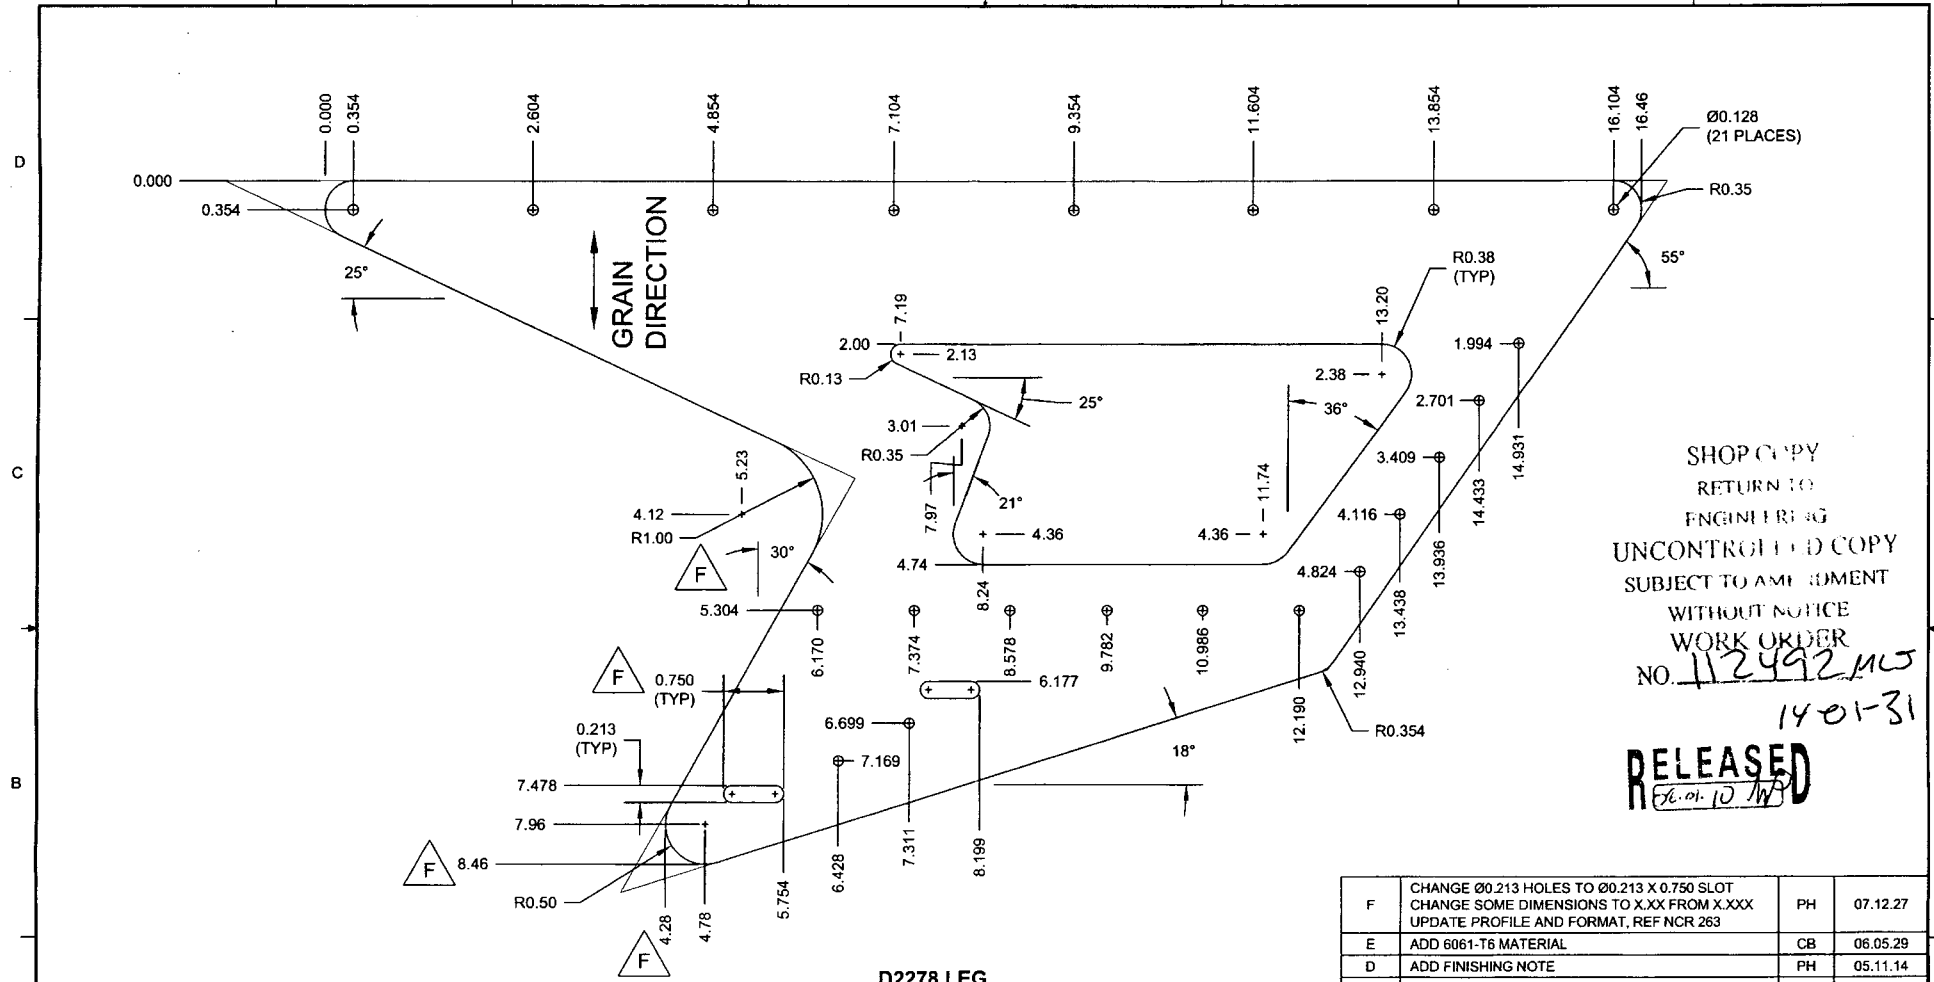 0.000
0.354
2.604
4.854
7.104
9.354
11.604
13.854
16.104
16.46
Ø0.128
(21 PLACES)
D
0.000
0.354
R0.35
25°
GRAIN
DIRECTION
55°
R0.38
(TYP)
7.19
13.20
2.00
2.13
1.994
R0.13
2.38
25°
36°
2.701
3.01
R0.35
C
5.23
3.409
14.931
SHOP COPY
RETURN TO
ENGINEERING
UNCONTROLLED COPY
SUBJECT TO AMENDMENT
WITHOUT NOTICE
WORK ORDER
NO. 112492 MLJ
14-01-31
4.12
R1.00
7.97
21°
11.74
14.433
4.116
4.36
4.36
30°
F
4.74
13.936
4.824
8.24
13.438
5.304
6.170
7.374
8.578
9.782
10.986
12.190
12.940
F
0.750
(TYP)
6.177
6.699
0.213
(TYP)
R0.354
18°
7.169
B
7.478
RELEASED
7.96
F
8.46
6.428
7.311
8.199
R0.50
4.28
4.78
5.754
F
D2278 LEG
F CHANGE Ø0.213 HOLES TO Ø0.213 X 0.750 SLOT
CHANGE SOME DIMENSIONS TO X.XX FROM X.XXX
UPDATE PROFILE AND FORMAT, REF NCR 263 PH 07.12.27
E ADD 6061-T6 MATERIAL CB 06.05.29
D ADD FINISHING NOTE PH 05.11.14